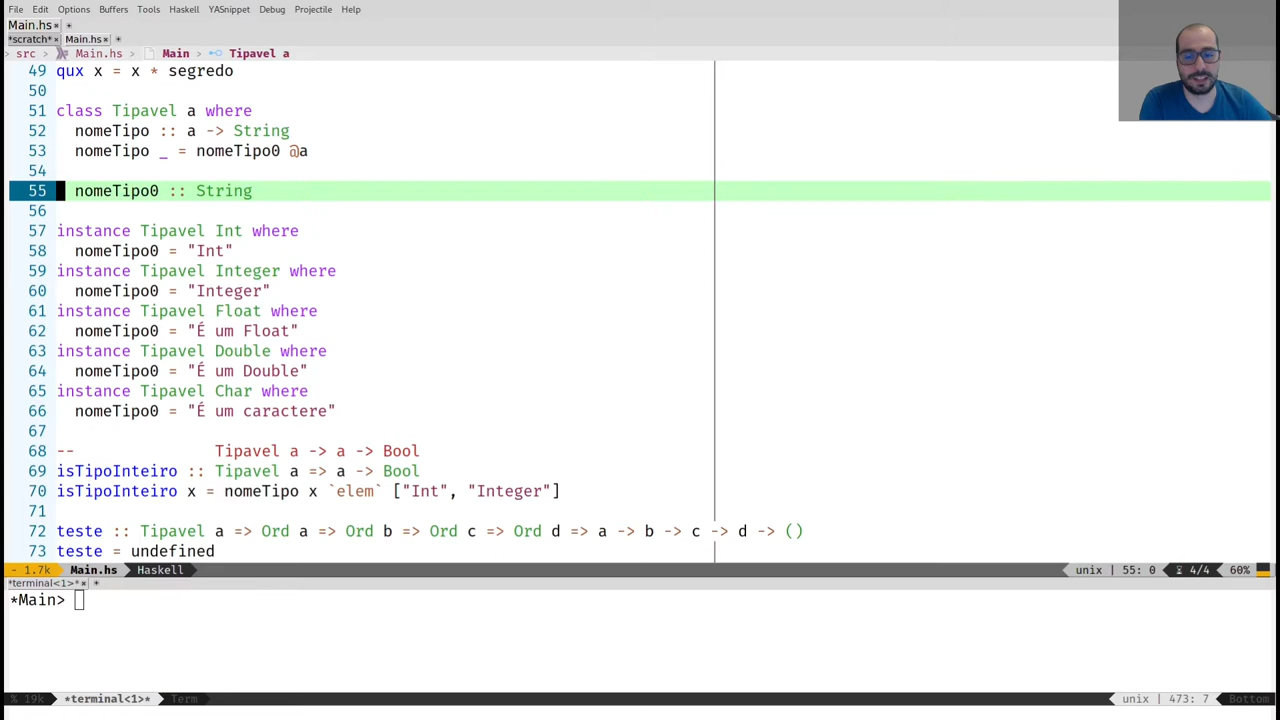 File Edit Options Buffers Tools Haskell YASnippet Debug Projectile Help
Main.hs× +
*scratch*× Main.hs× +
> src > Main.hs > Main > Tipavel a
49 qux x = x * segredo
50
51 class Tipavel a where
52   nomeTipo :: a -> String
53   nomeTipo _ = nomeTipo0 @a
54
55   nomeTipo0 :: String
56
57 instance Tipavel Int where
58   nomeTipo0 = "Int"
59 instance Tipavel Integer where
60   nomeTipo0 = "Integer"
61 instance Tipavel Float where
62   nomeTipo0 = "É um Float"
63 instance Tipavel Double where
64   nomeTipo0 = "É um Double"
65 instance Tipavel Char where
66   nomeTipo0 = "É um caractere"
67
68 --               Tipavel a -> a -> Bool
69 isTipoInteiro :: Tipavel a => a -> Bool
70 isTipoInteiro x = nomeTipo x `elem` ["Int", "Integer"]
71
72 teste :: Tipavel a => Ord a => Ord b => Ord c => Ord d => a -> b -> c -> d -> ()
73 teste = undefined
- 1.7k Main.hs Haskell unix | 55: 0 4/4 60%
*terminal<1>*× +
*Main>
% 19k *terminal<1>* Term unix | 473: 7 Bottom